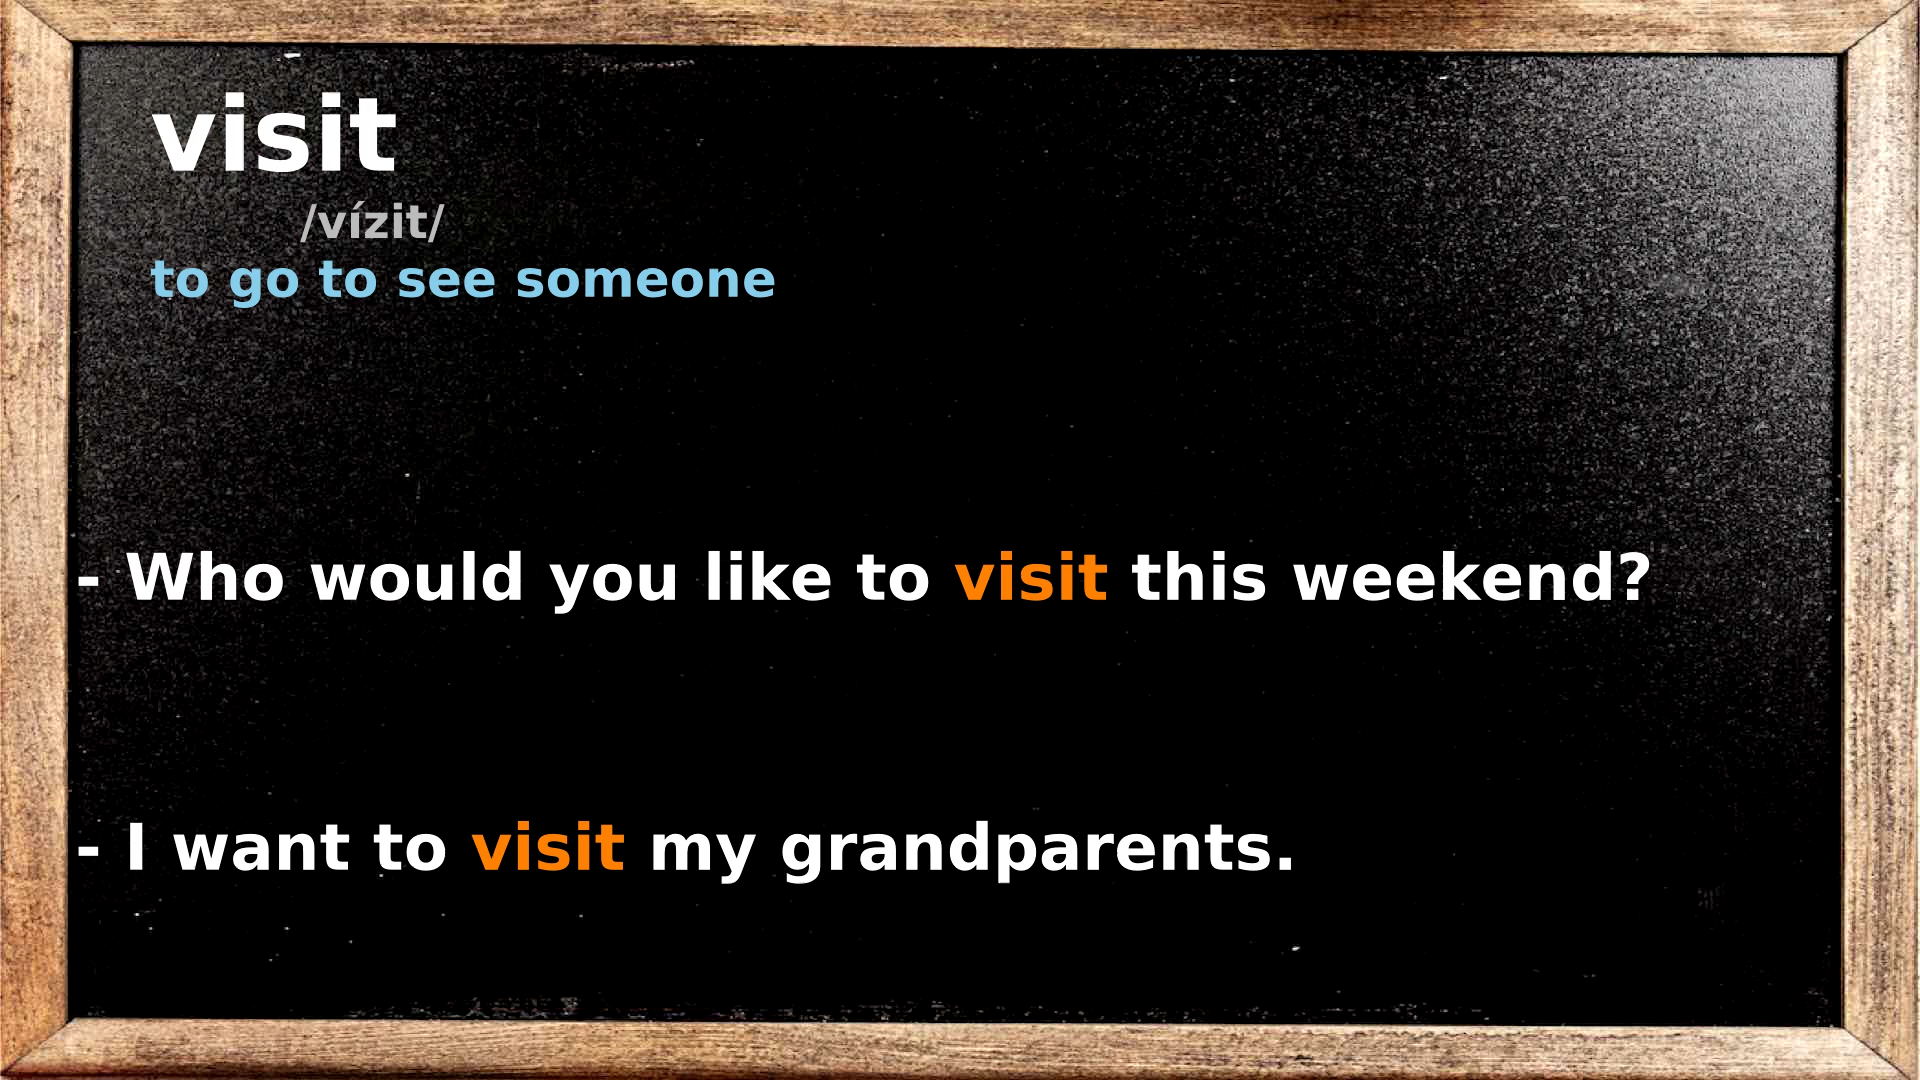 visit
/vízit/
to go to see someone
- Who would you like to visit this weekend?
- I want to visit my grandparents.